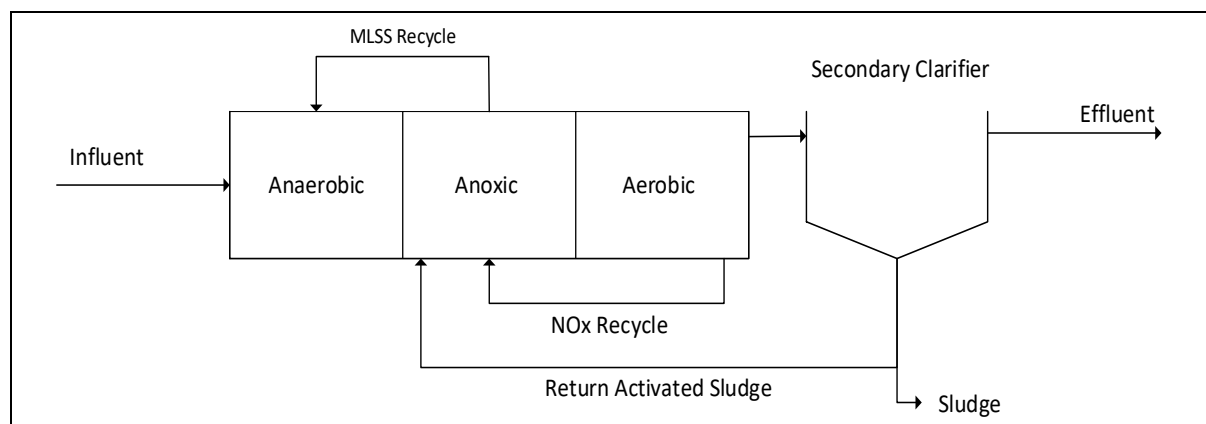 MLSS Recycle
Secondary Clarifier
Effluent
Influent
Anaerobic
Anoxic
Aerobic
NOx Recycle
Return Activated Sludge
Sludge